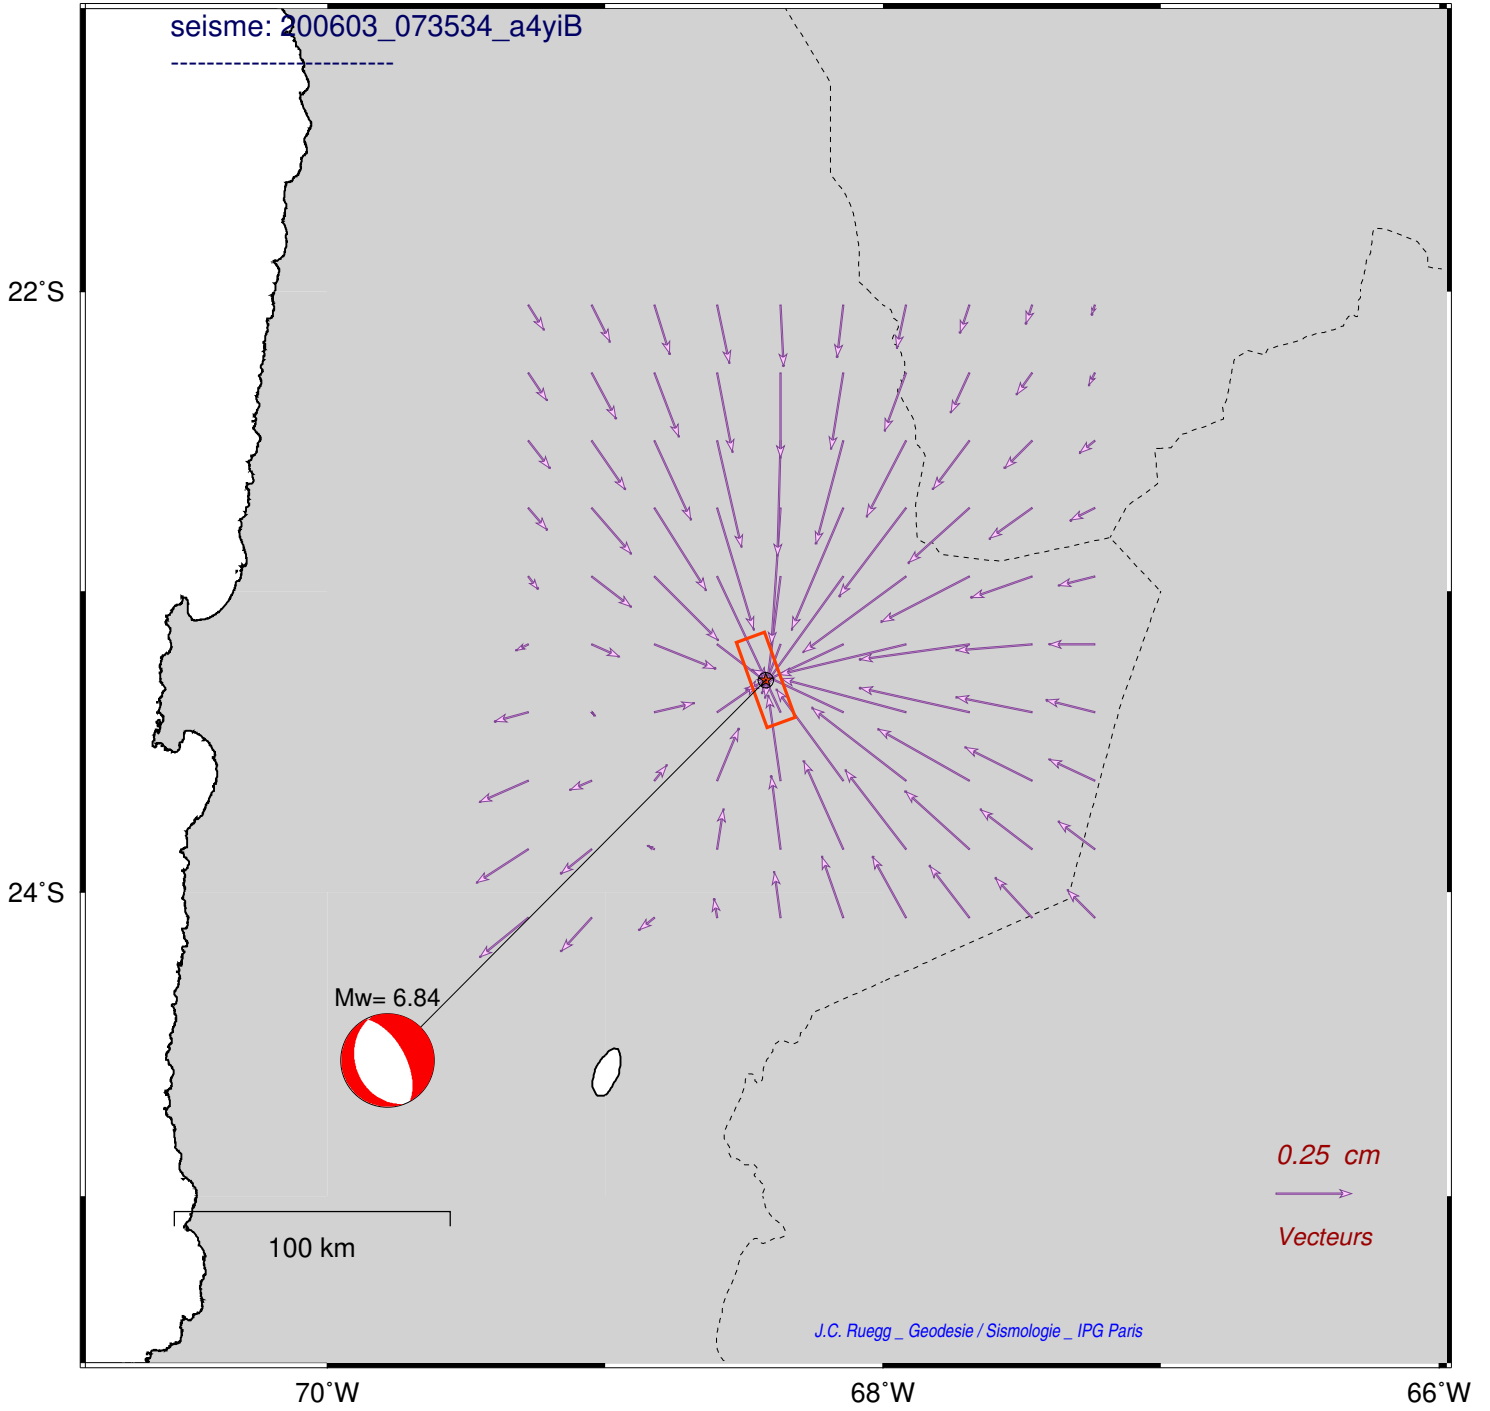 seisme: 200603_073534_a4yiB
------------------------
22°S
24°S
Mw= 6.84
0.25 cm
100 km
Vecteurs
J.C. Ruegg _ Geodesie / Sismologie _ IPG Paris
70°W
68°W
66°W